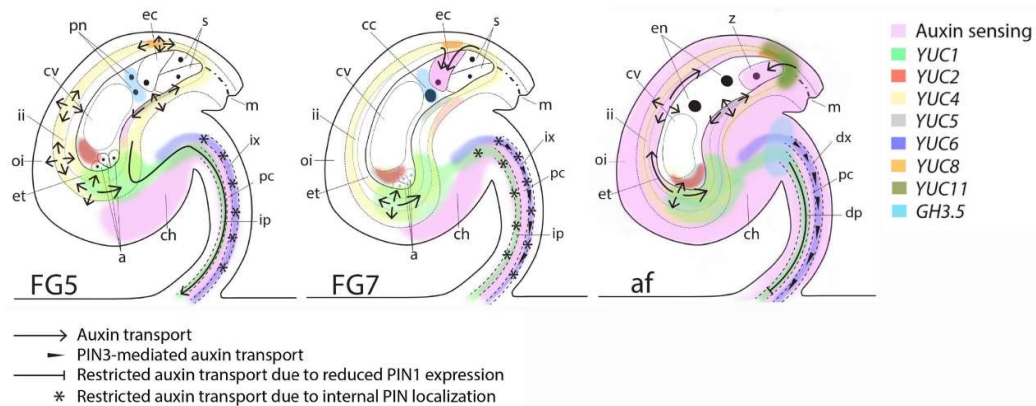 pn
ec
s
cv
ii
oi
et
m
ix
pc
ip
ch
a
FG5
cc
ec
s
cv
ii
oi
et
m
ix
pc
ip
ch
a
FG7
en
z
cv
ii
oi
et
m
dx
pc
dp
ch
af
Auxin sensing
YUC1
YUC2
YUC4
YUC5
YUC6
YUC8
YUC11
GH3.5
Auxin transport
PIN3-mediated auxin transport
Restricted auxin transport due to reduced PIN1 expression
Restricted auxin transport due to internal PIN localization